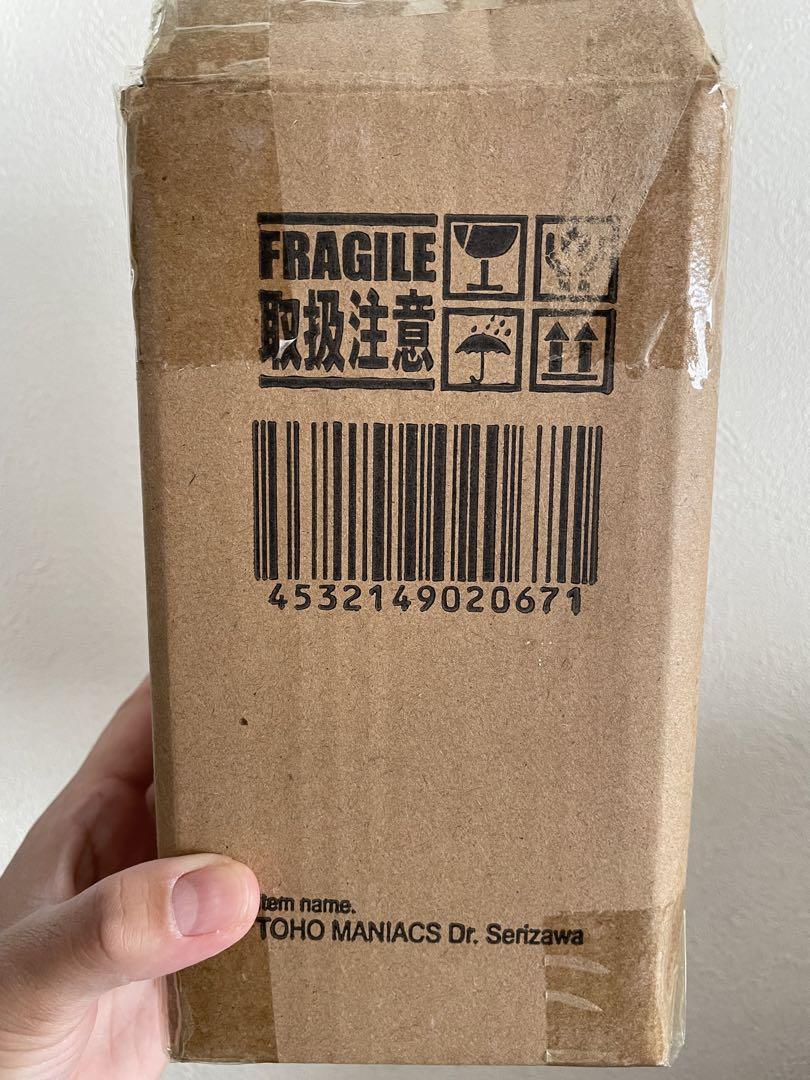 FRAGILE
取扱注意
4532149020671
item name.
TOHO MANIACS Dr. Serizawa